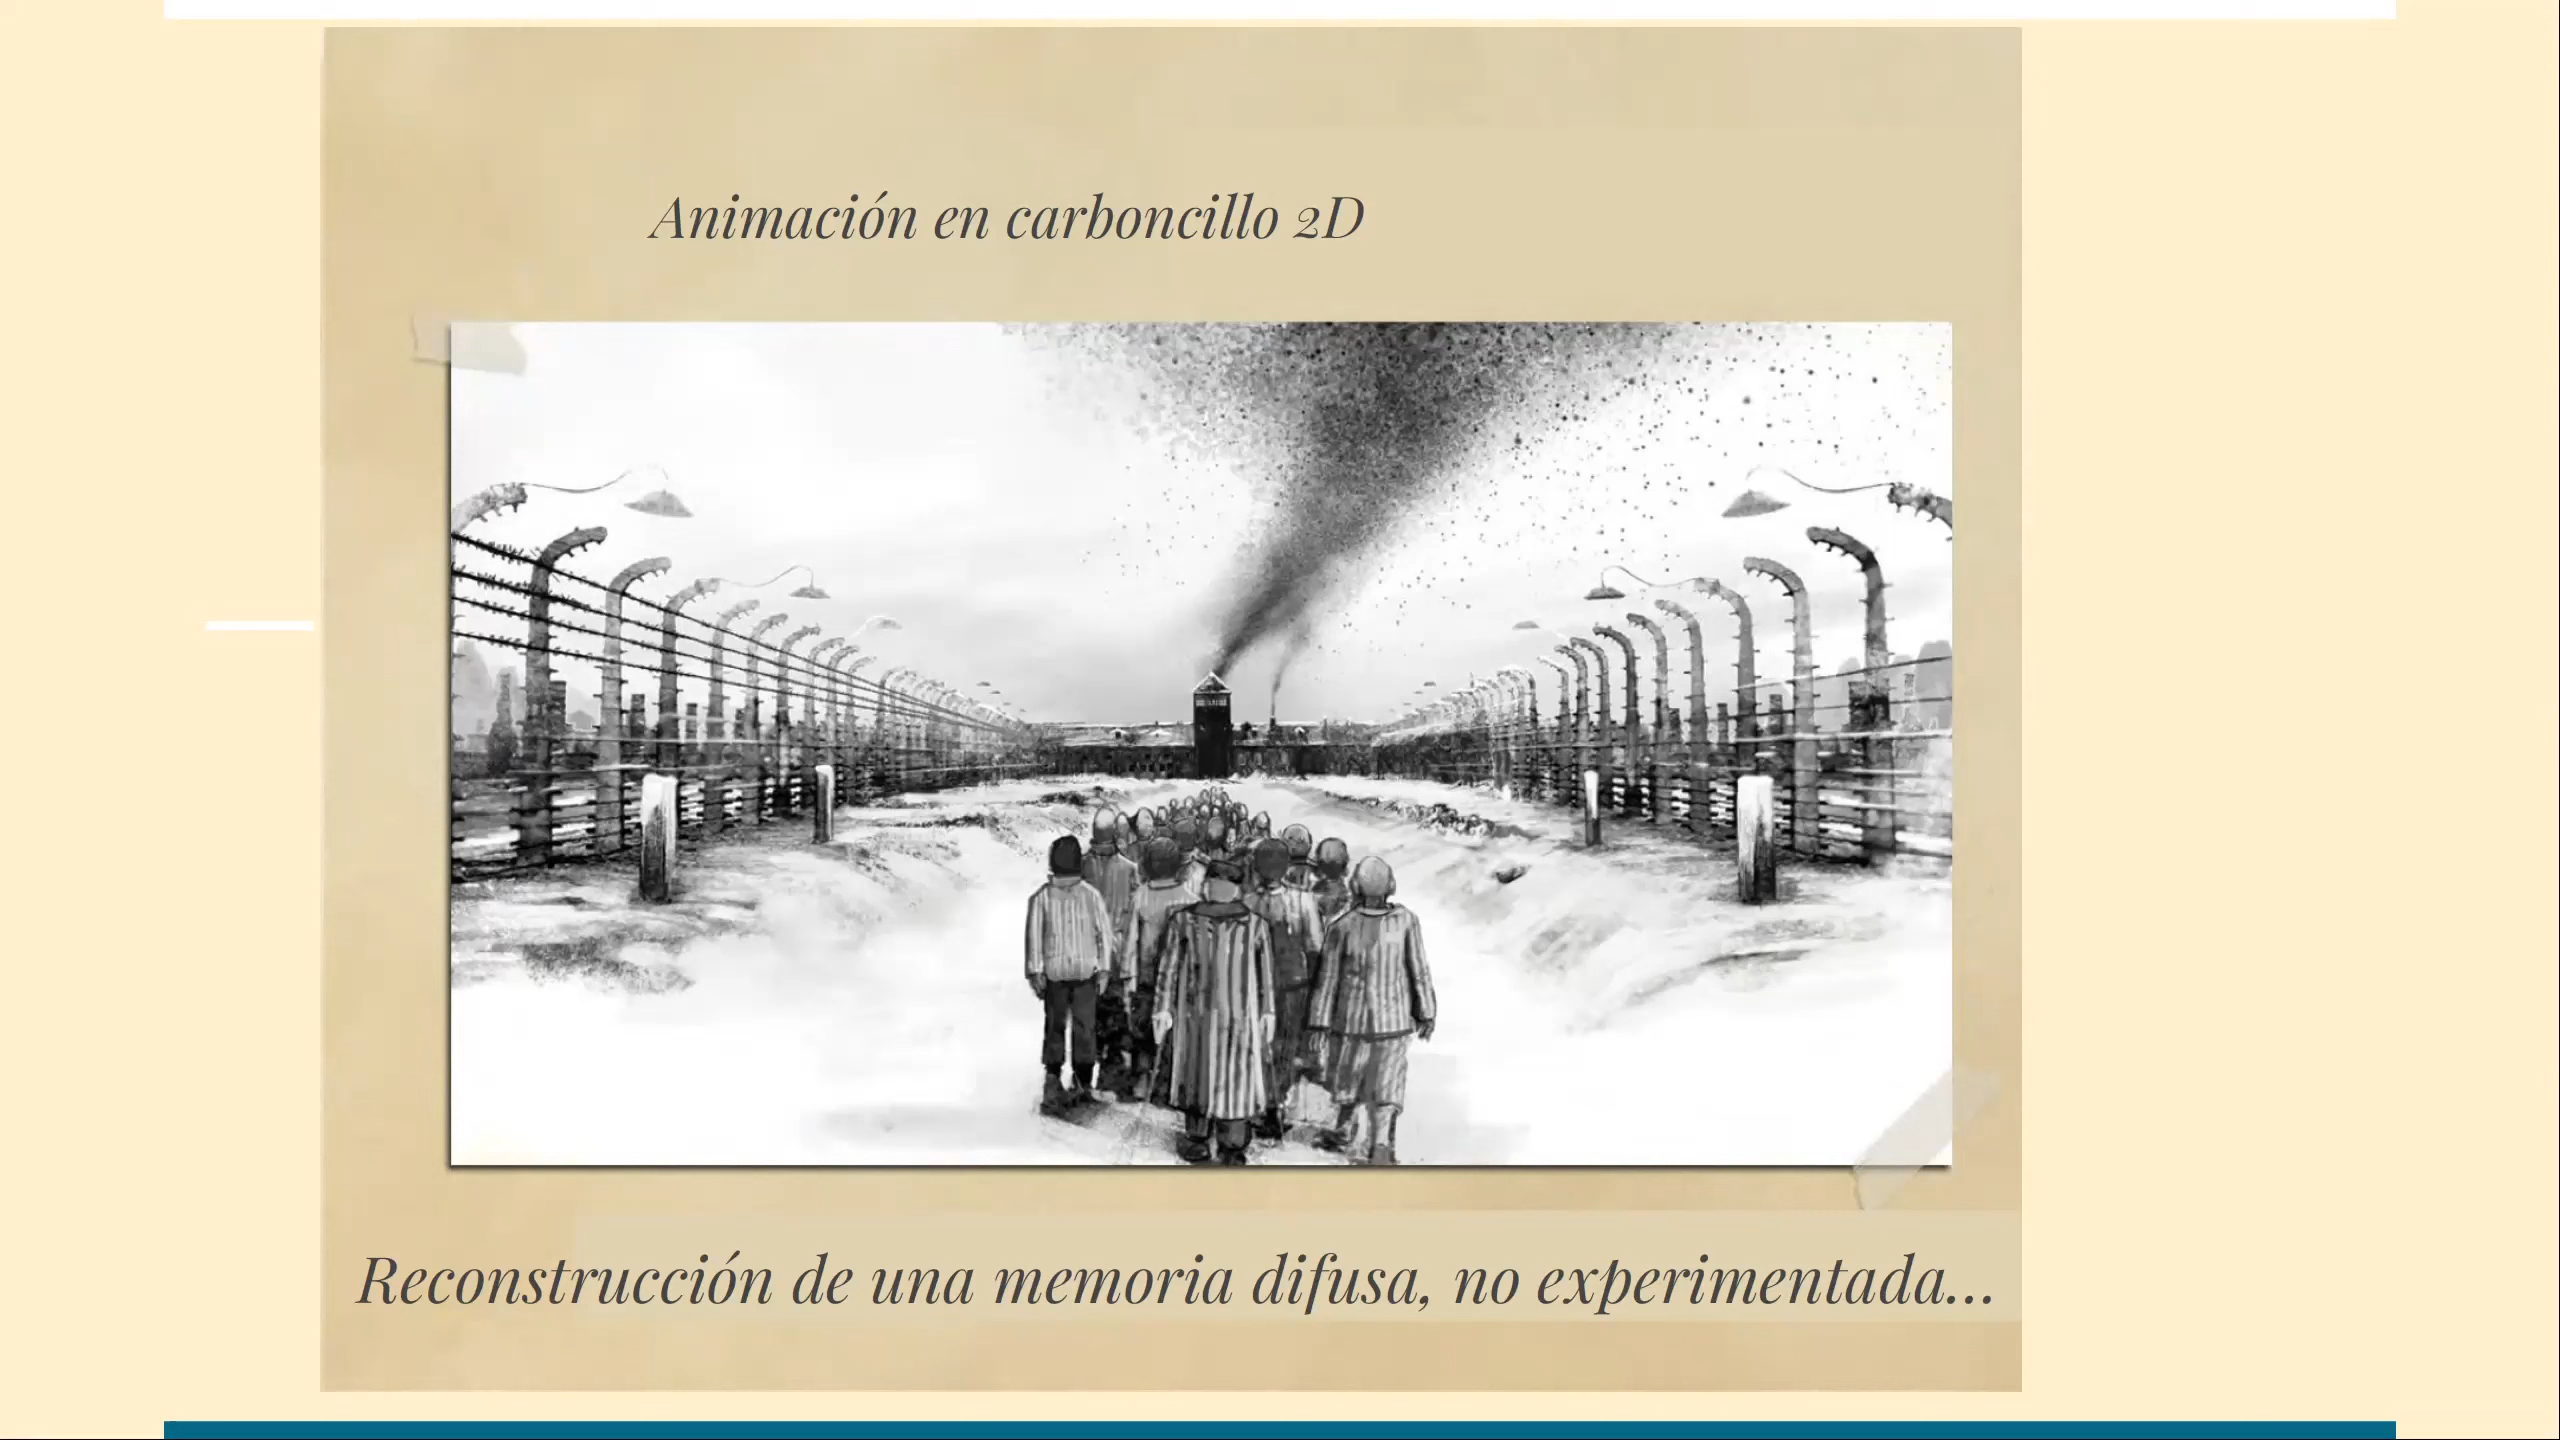 Animación en carboncillo 2D
Reconstrucción de una memoria difusa, no experimentada...